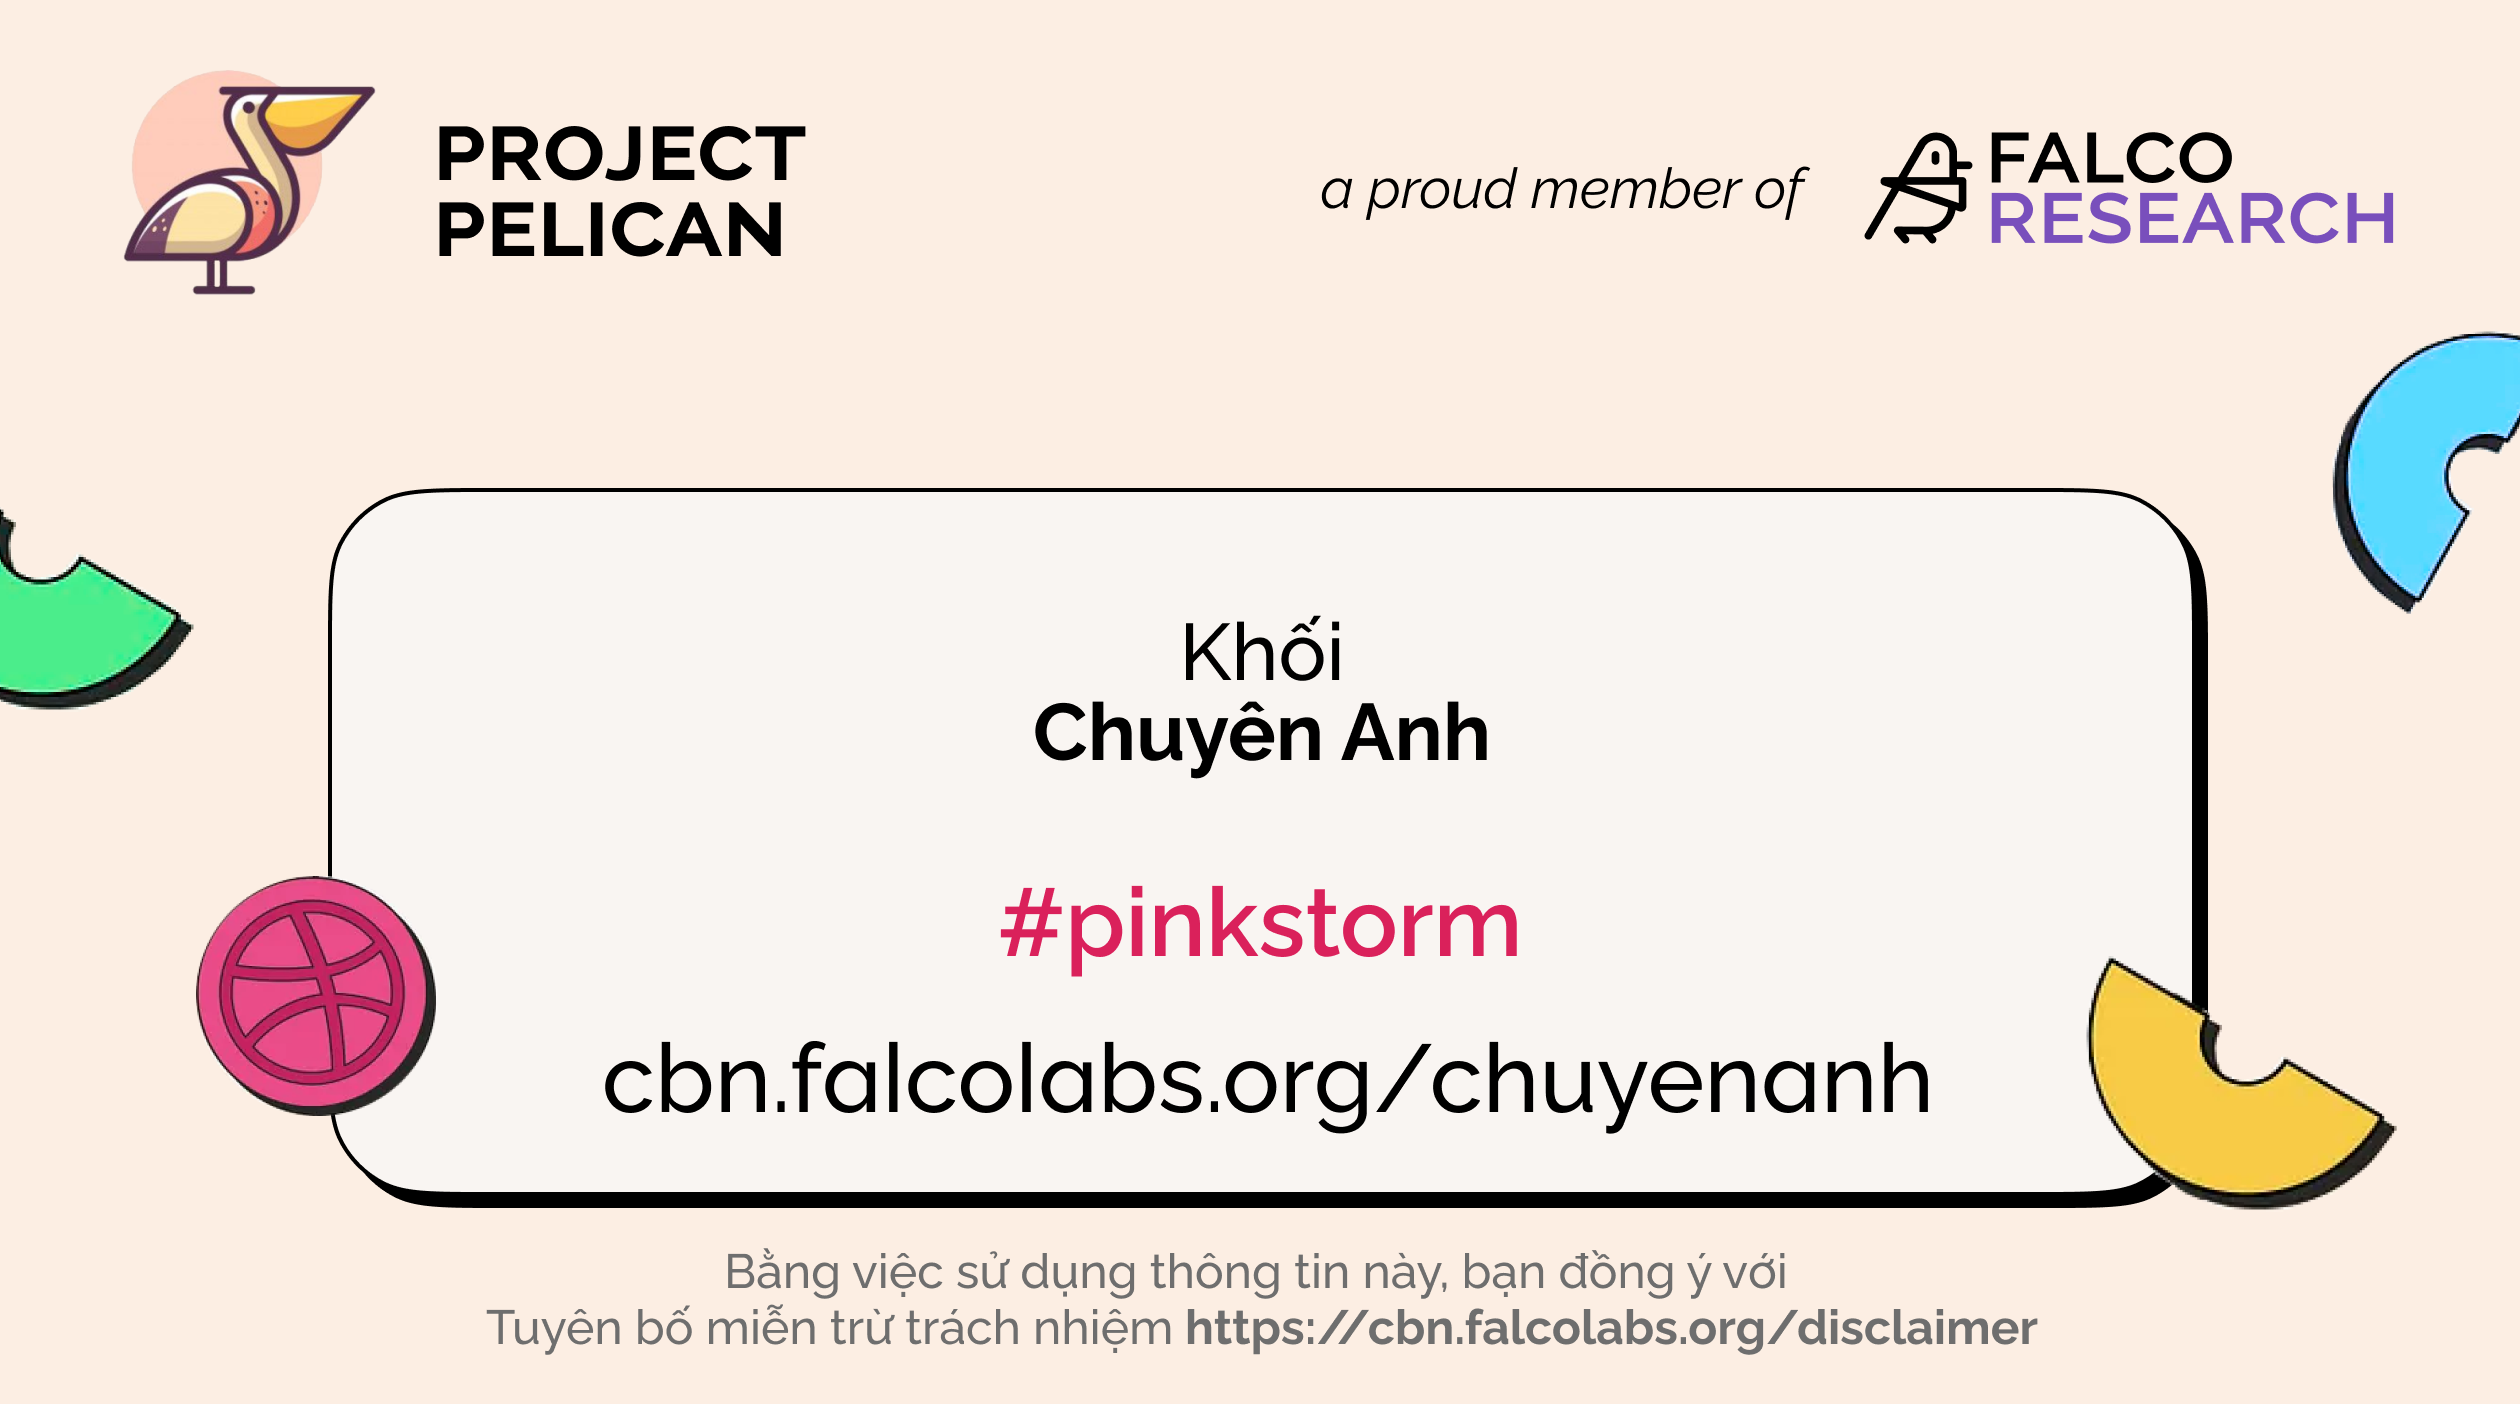 PROJECT
PELICAN
a proud member of
FALCO
RESEARCH
Khối
Chuyên Anh
#pinkstorm
cbn.falcolabs.org/chuyenanh
Bằng việc sử dụng thông tin này, bạn đồng ý với
Tuyên bố miễn trừ trách nhiệm https://cbn.falcolabs.org/disclaimer